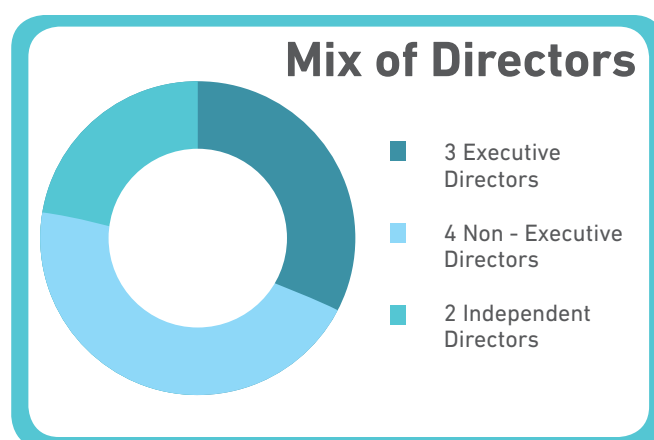 Mix of Directors
3 Executive
Directors
4 Non - Executive
Directors
2 Independent
Directors